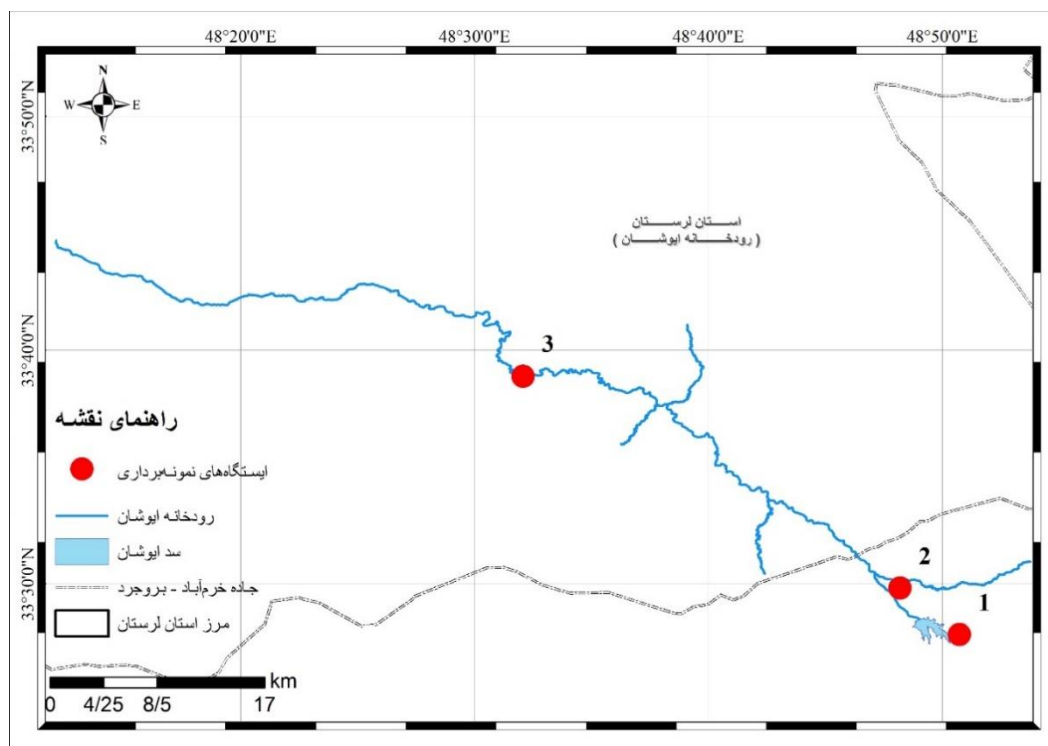 48°20'0"E 48°30'0"E 48°40'0"E 48°50'0"E
N
W E
S
33°50'0"N
33°40'0"N
33°30'0"N
استان لرستان
( رودخانه ایوشان )
3
2
1
راهنمای نقشه
ایستگاه‌های نمونه‌برداری
رودخانه ایوشان
سد ایوشان
جاده خرم‌آباد - بروجرد
مرز استان لرستان
km
0 4/25 8/5 17